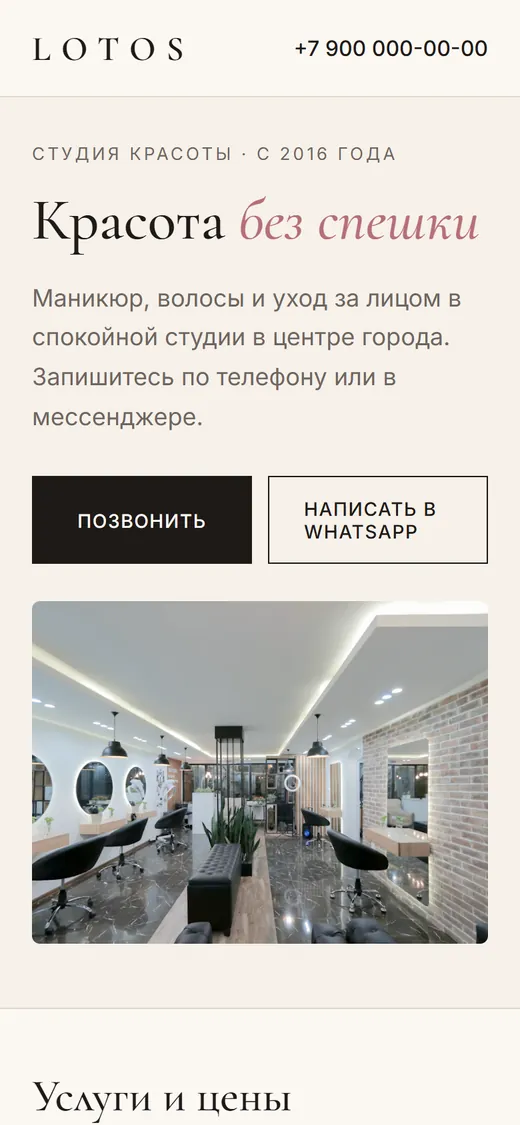 LOTOS
+7 900 000-00-00
СТУДИЯ КРАСОТЫ · С 2016 ГОДА
Красота без спешки
Маникюр, волосы и уход за лицом в
спокойной студии в центре города.
Запишитесь по телефону или в
мессенджере.
ПОЗВОНИТЬ
НАПИСАТЬ В
WHATSAPP
Услуги и цены